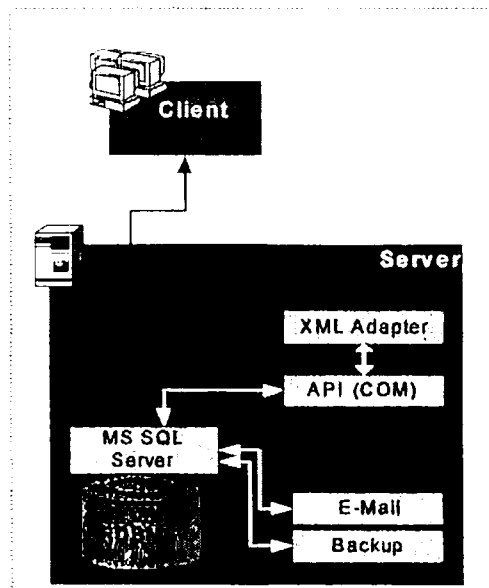 Client
Server
XML Adapter
API (COM)
MS SQL
Server
E-Mail
Backup